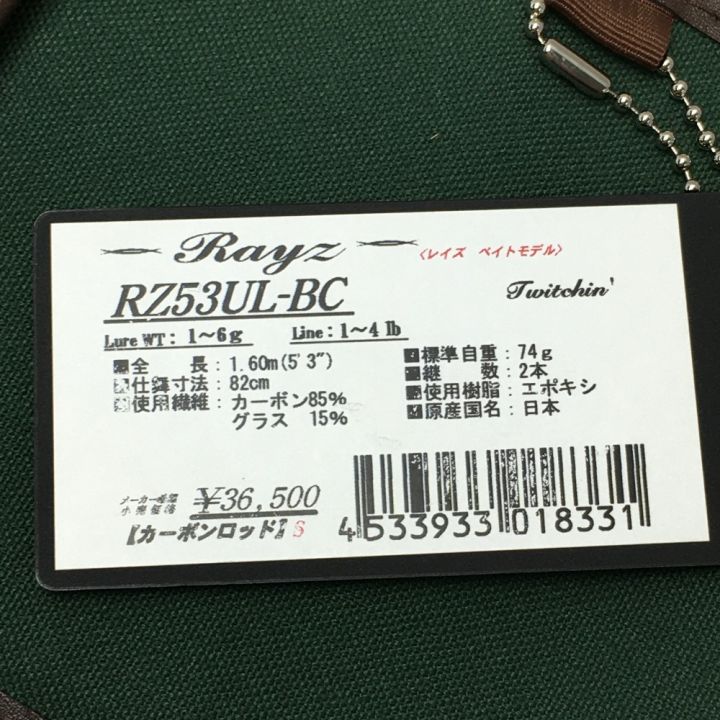 Rayz
〈レイズ ベイトモデル〉
RZ53UL-BC
Twitchin'
Lure WT: 1～6g Line: 1～4 lb
全長：1.60m(5'3")
仕舞寸法：82cm
使用繊維：カーボン85%
グラス 15%
標準自重：74g
継数：2本
使用樹脂：エポキシ
原産国名：日本
メーカー希望
小売価格
¥36,500
【カーボンロッド】S
4533933018331